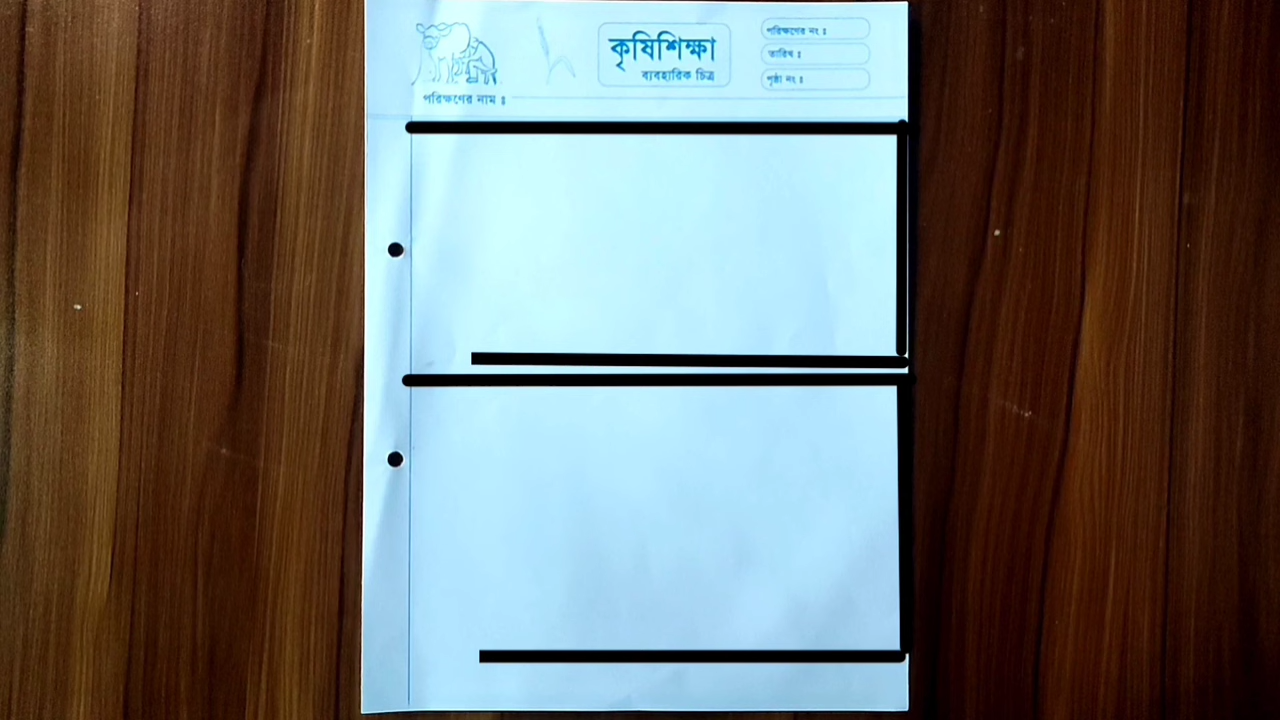 কৃষিশিক্ষা
ব্যবহারিক চিত্র
পরিক্ষণের নং ঃ
তারিখ ঃ
পৃষ্ঠা নং ঃ
পরিক্ষণের নাম ঃ